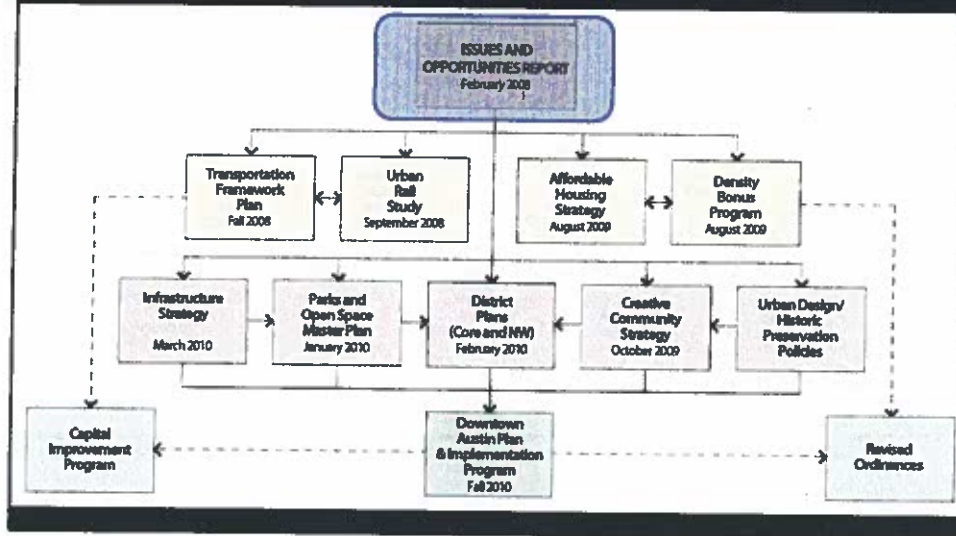 ISSUES AND
OPPORTUNITIES REPORT
February 2008
Transportation
Framework
Plan
Fall 2008
Urban
Rail
Study
September 2008
Affordable
Housing
Strategy
August 2009
Density
Bonus
Program
August 2009
Infrastructure
Strategy
March 2010
Parks and
Open Space
Master Plan
January 2010
District
Plans
(Core and NW)
February 2010
Creative
Community
Strategy
October 2009
Urban Design/
Historic
Preservation
Policies
Capital
Improvement
Program
Downtown
Austin Plan
& Implementation
Program
Fall 2010
Revised
Ordinances